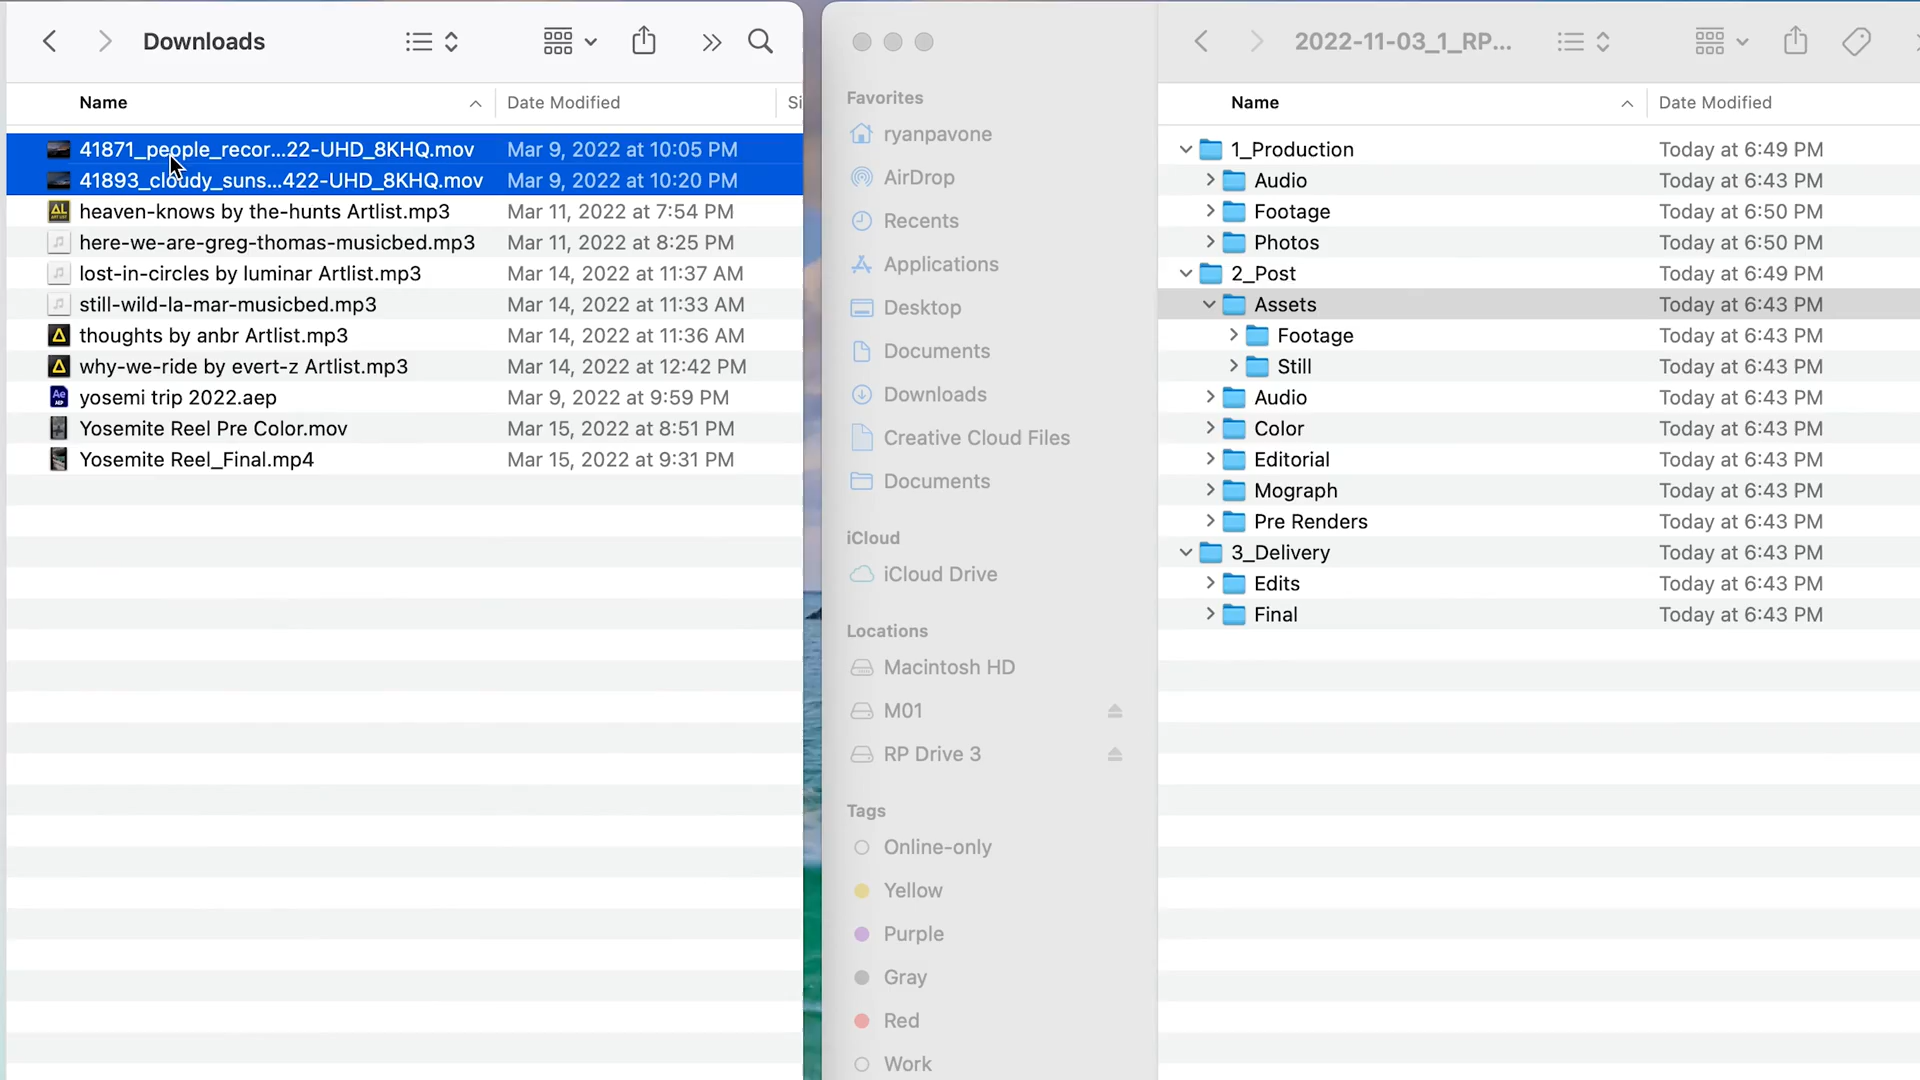 Downloads
Name Date Modified Si
41871_people_recor...22-UHD_8KHQ.mov Mar 9, 2022 at 10:05 PM
41893_cloudy_suns...422-UHD_8KHQ.mov Mar 9, 2022 at 10:20 PM
heaven-knows by the-hunts Artlist.mp3 Mar 11, 2022 at 7:54 PM
here-we-are-greg-thomas-musicbed.mp3 Mar 11, 2022 at 8:25 PM
lost-in-circles by luminar Artlist.mp3 Mar 14, 2022 at 11:37 AM
still-wild-la-mar-musicbed.mp3 Mar 14, 2022 at 11:33 AM
thoughts by anbr Artlist.mp3 Mar 14, 2022 at 11:36 AM
why-we-ride by evert-z Artlist.mp3 Mar 14, 2022 at 12:42 PM
yosemi trip 2022.aep Mar 9, 2022 at 9:59 PM
Yosemite Reel Pre Color.mov Mar 15, 2022 at 8:51 PM
Yosemite Reel_Final.mp4 Mar 15, 2022 at 9:31 PM
Favorites
ryanpavone
AirDrop
Recents
Applications
Desktop
Documents
Downloads
Creative Cloud Files
Documents
iCloud
iCloud Drive
Locations
Macintosh HD
M01
RP Drive 3
Tags
Online-only
Yellow
Purple
Gray
Red
Work
2022-11-03_1_RP...
Name Date Modified
1_Production Today at 6:49 PM
Audio Today at 6:43 PM
Footage Today at 6:50 PM
Photos Today at 6:50 PM
2_Post Today at 6:49 PM
Assets Today at 6:43 PM
Footage Today at 6:43 PM
Still Today at 6:43 PM
Audio Today at 6:43 PM
Color Today at 6:43 PM
Editorial Today at 6:43 PM
Mograph Today at 6:43 PM
Pre Renders Today at 6:43 PM
3_Delivery Today at 6:43 PM
Edits Today at 6:43 PM
Final Today at 6:43 PM